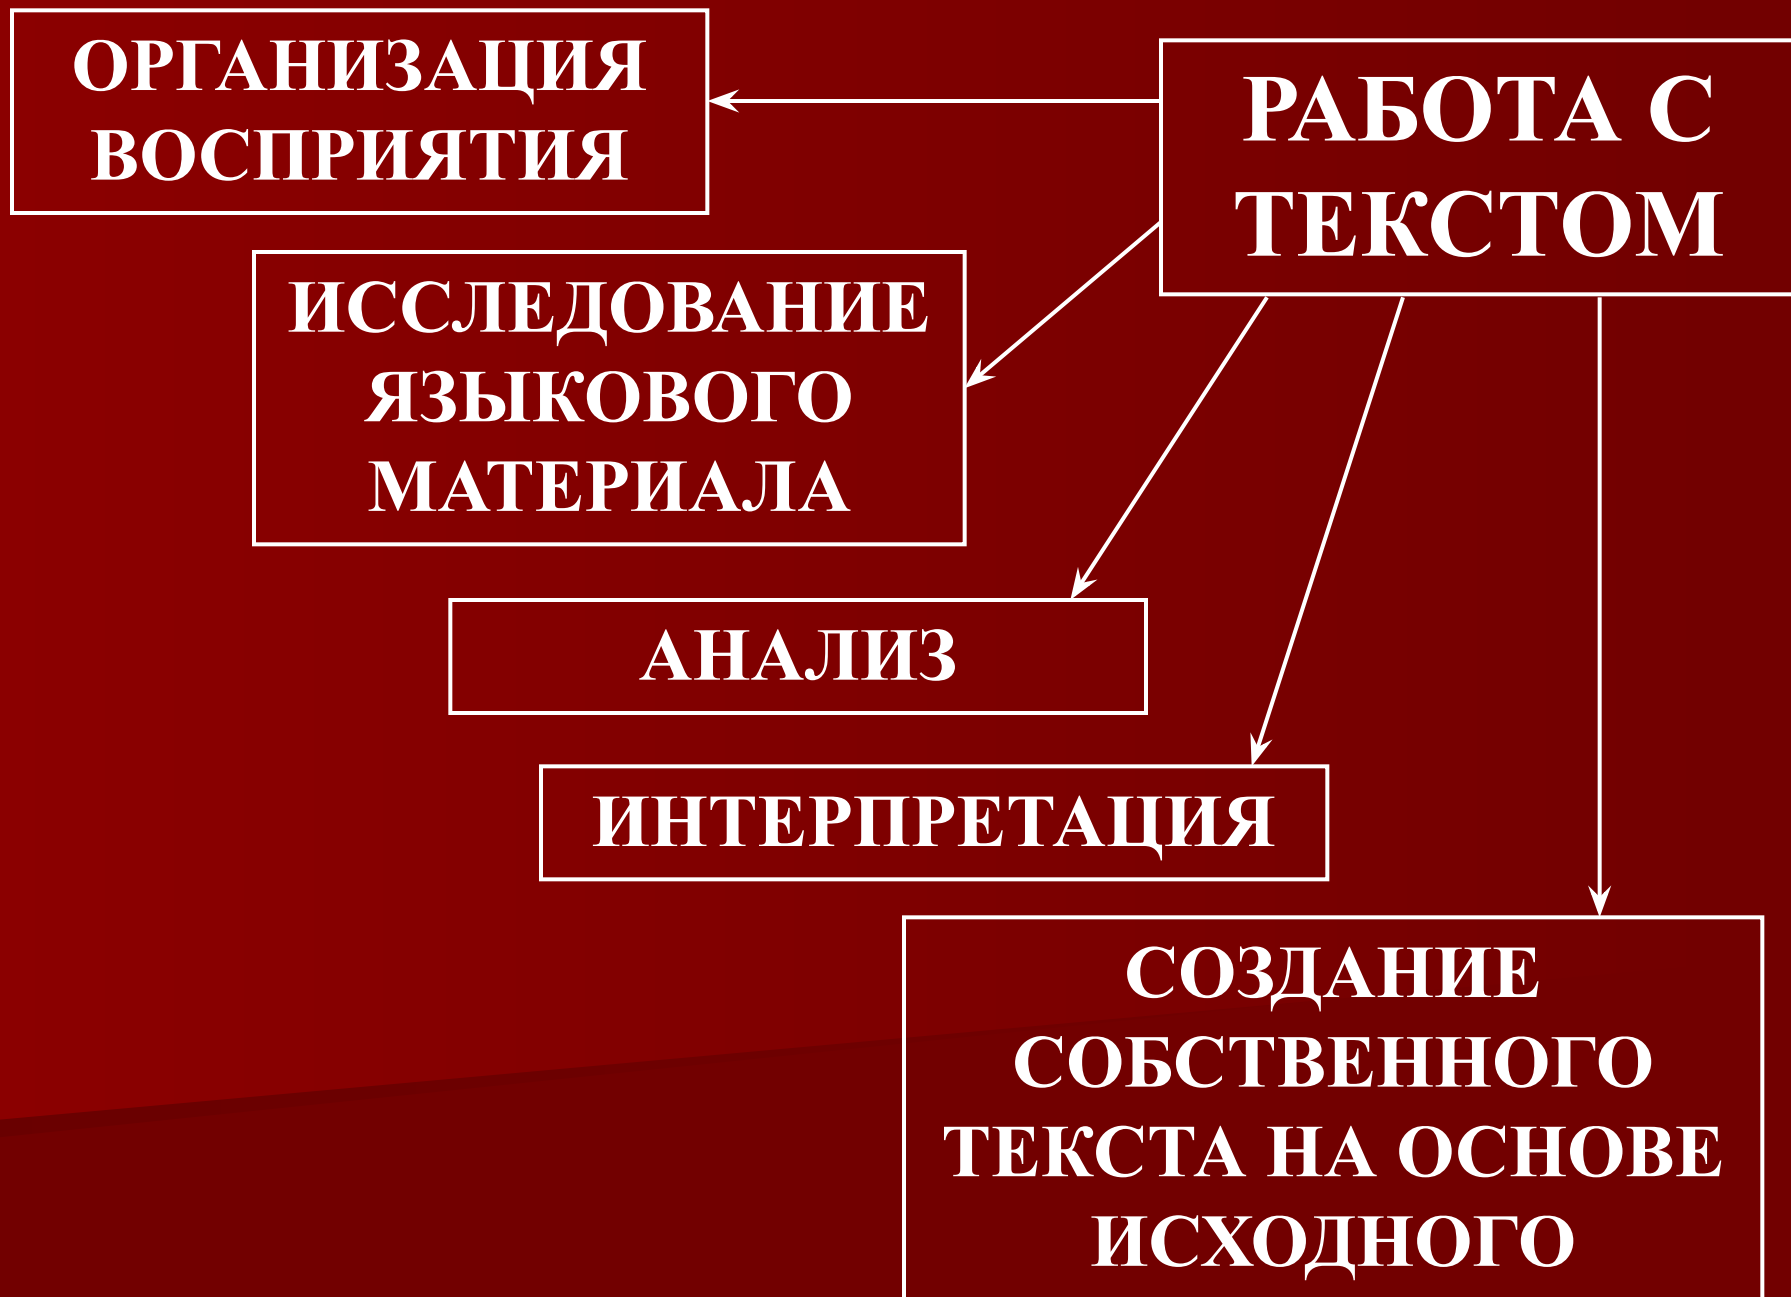 ОРГАНИЗАЦИЯ
ВОСПРИЯТИЯ
РАБОТА С
ТЕКСТОМ
ИССЛЕДОВАНИЕ
ЯЗЫКОВОГО
МАТЕРИАЛА
АНАЛИЗ
ИНТЕРПРЕТАЦИЯ
СОЗДАНИЕ
СОБСТВЕННОГО
ТЕКСТА НА ОСНОВЕ
ИСХОДНОГО